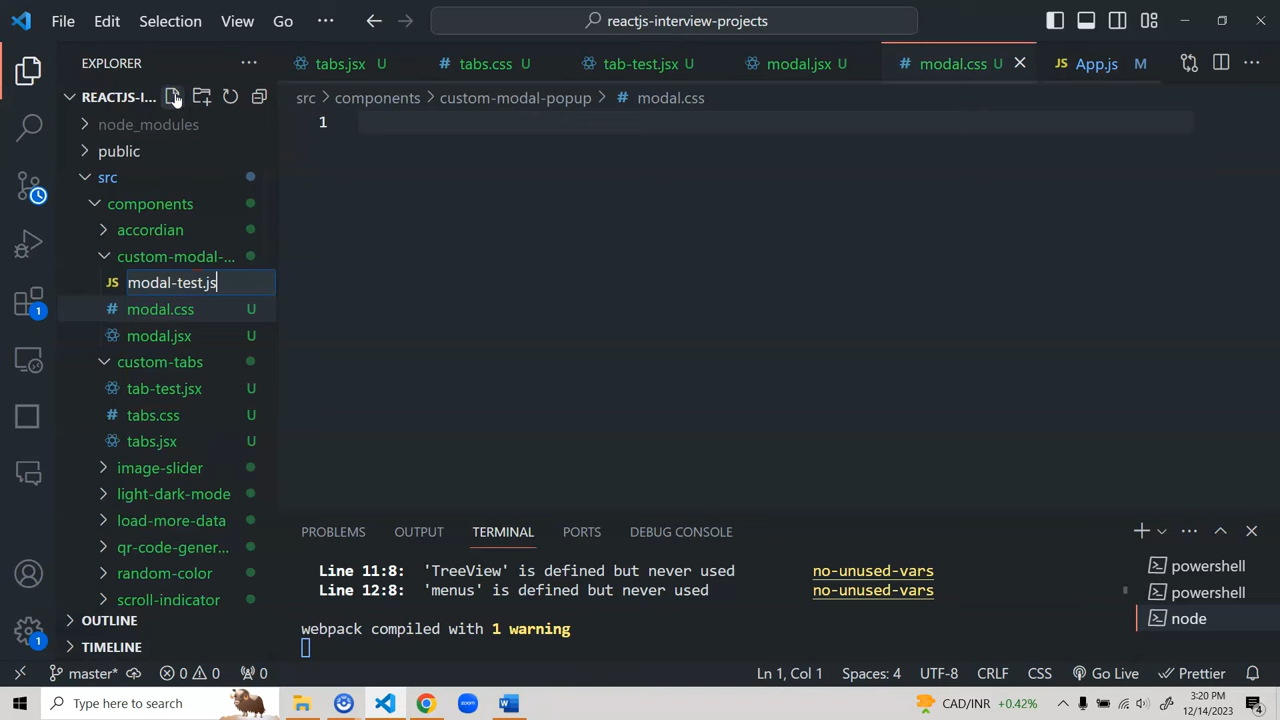 File Edit Selection View Go ··· reactjs-interview-projects
EXPLORER ···
tabs.jsx U # tabs.css U tab-test.jsx U modal.jsx U # modal.css U JS App.js M ···
REACTJS-I...
src > components > custom-modal-popup > # modal.css
1
node_modules
public
src
components
accordian
custom-modal-...
JS modal-test.js
# modal.css U
modal.jsx U
custom-tabs
tab-test.jsx U
# tabs.css U
tabs.jsx U
image-slider
light-dark-mode
load-more-data
qr-code-gener...
random-color
scroll-indicator
OUTLINE
TIMELINE
1
1
PROBLEMS OUTPUT TERMINAL PORTS DEBUG CONSOLE
Line 11:8: 'TreeView' is defined but never used no-unused-vars
Line 12:8: 'menus' is defined but never used no-unused-vars
webpack compiled with 1 warning
powershell
powershell
node
master* 0 0 0 Ln 1, Col 1 Spaces: 4 UTF-8 CRLF CSS Go Live Prettier
Type here to search zoom W CAD/INR +0.42% 3:20 PM
12/14/2023 4